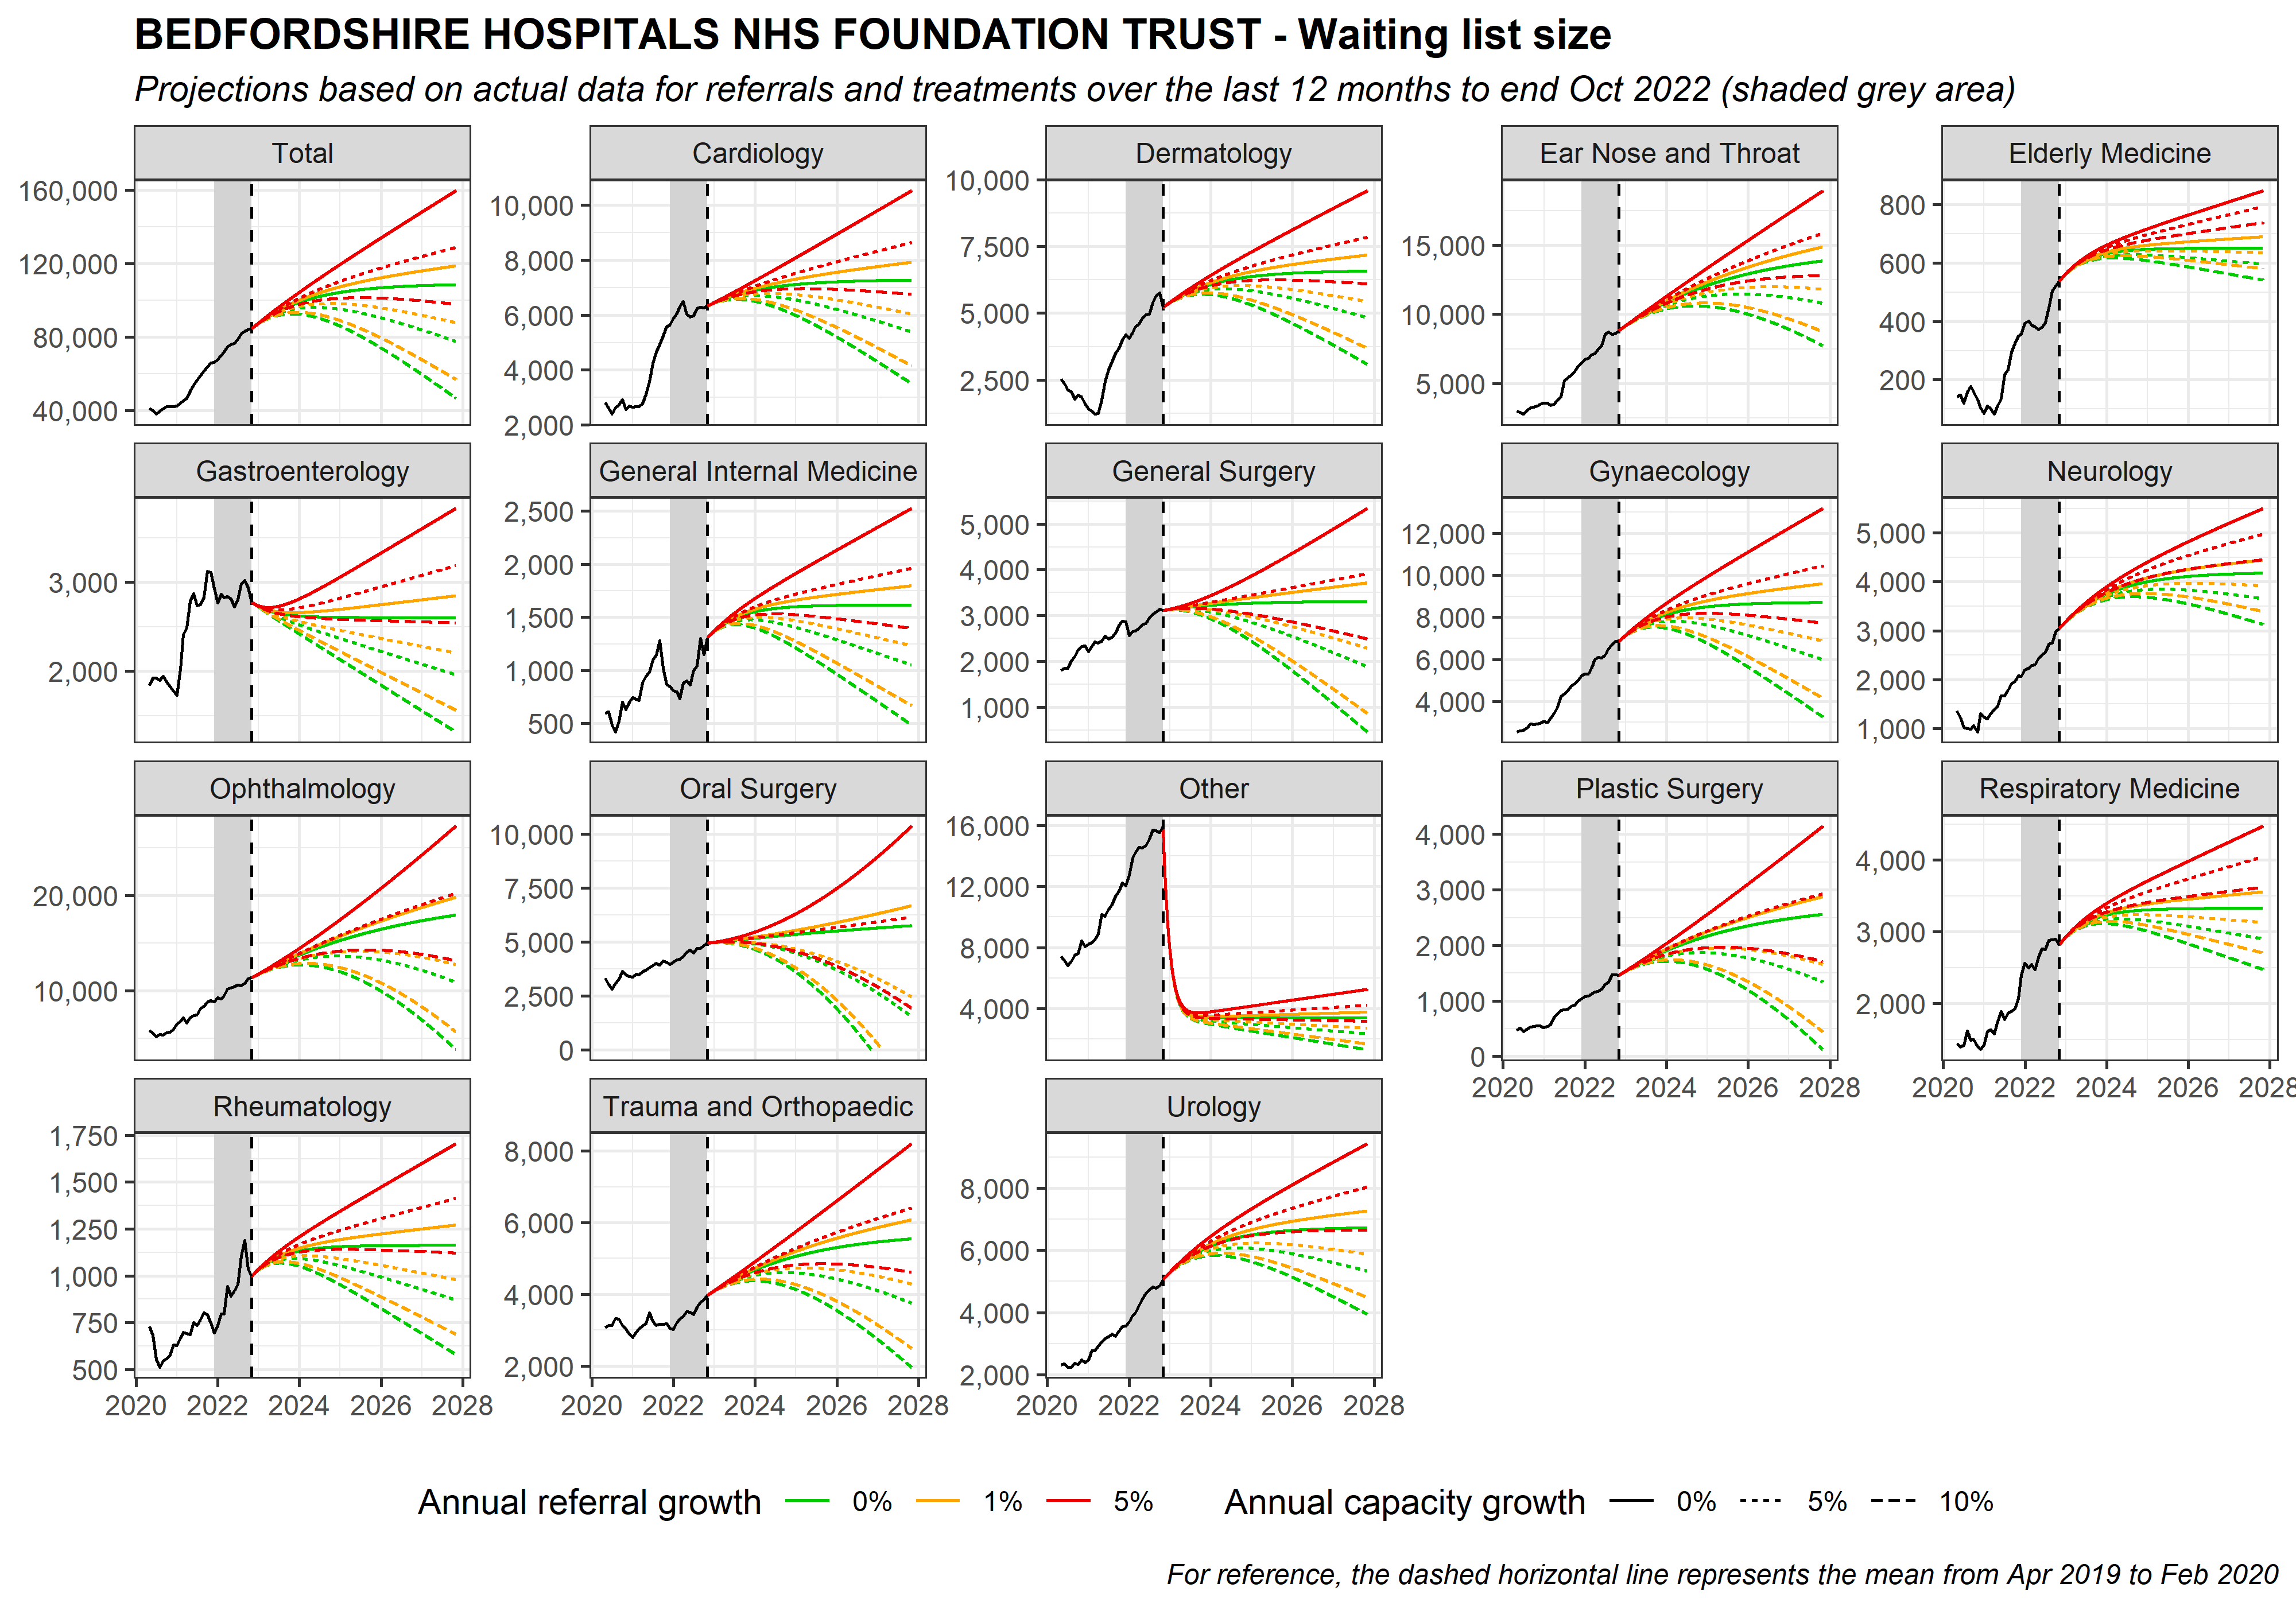 BEDFORDSHIRE HOSPITALS NHS FOUNDATION TRUST - Waiting list size
Projections based on actual data for referrals and treatments over the last 12 months to end Oct 2022 (shaded grey area)
Total
160,000
120,000
80,000
40,000
Cardiology
10,000
8,000
6,000
4,000
2,000
Dermatology
10,000
7,500
5,000
2,500
Ear Nose and Throat
15,000
10,000
5,000
Elderly Medicine
800
600
400
200
Gastroenterology
3,000
2,000
General Internal Medicine
2,500
2,000
1,500
1,000
500
General Surgery
5,000
4,000
3,000
2,000
1,000
Gynaecology
12,000
10,000
8,000
6,000
4,000
Neurology
5,000
4,000
3,000
2,000
1,000
Ophthalmology
20,000
10,000
Oral Surgery
10,000
7,500
5,000
2,500
0
Other
16,000
12,000
8,000
4,000
Plastic Surgery
4,000
3,000
2,000
1,000
0
2020 2022 2024 2026 2028
Respiratory Medicine
4,000
3,000
2,000
2020 2022 2024 2026 2028
Rheumatology
1,750
1,500
1,250
1,000
750
500
2020 2022 2024 2026 2028
Trauma and Orthopaedic
8,000
6,000
4,000
2,000
2020 2022 2024 2026 2028
Urology
8,000
6,000
4,000
2,000
2020 2022 2024 2026 2028
Annual referral growth 0% 1% 5% Annual capacity growth 0% 5% 10%
For reference, the dashed horizontal line represents the mean from Apr 2019 to Feb 2020